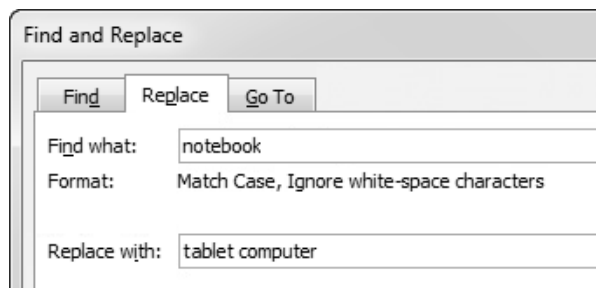 Find and Replace
Find Replace Go To
Find what: notebook
Format: Match Case, Ignore white-space characters
Replace with: tablet computer